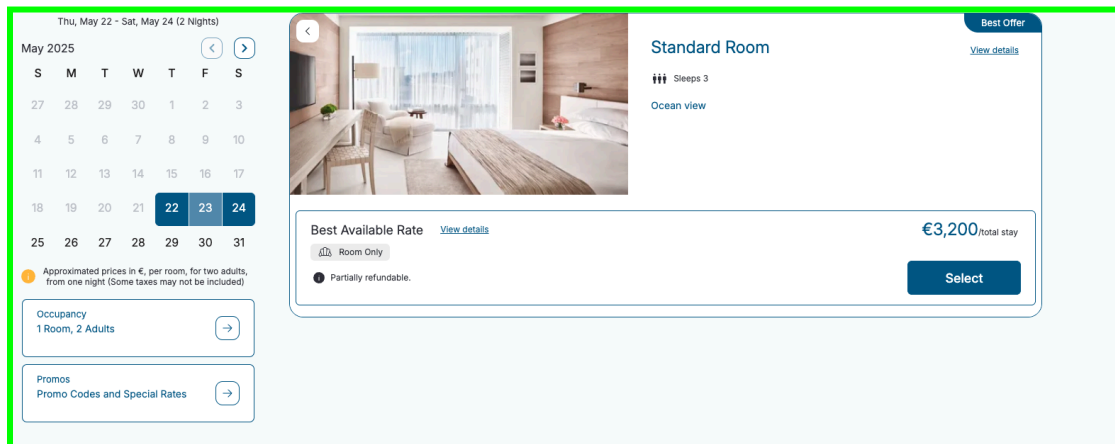 Thu, May 22 - Sat, May 24 (2 Nights)
May 2025
S M T W T F S
27 28 29 30 1 2 3
4 5 6 7 8 9 10
11 12 13 14 15 16 17
18 19 20 21 22 23 24
25 26 27 28 29 30 31
Approximated prices in €, per room, for two adults,
from one night (Some taxes may not be included)
Occupancy
1 Room, 2 Adults
Promos
Promo Codes and Special Rates
Best Offer
Standard Room
View details
Sleeps 3
Ocean view
Best Available Rate View details
€3,200/total stay
Room Only
Partially refundable.
Select